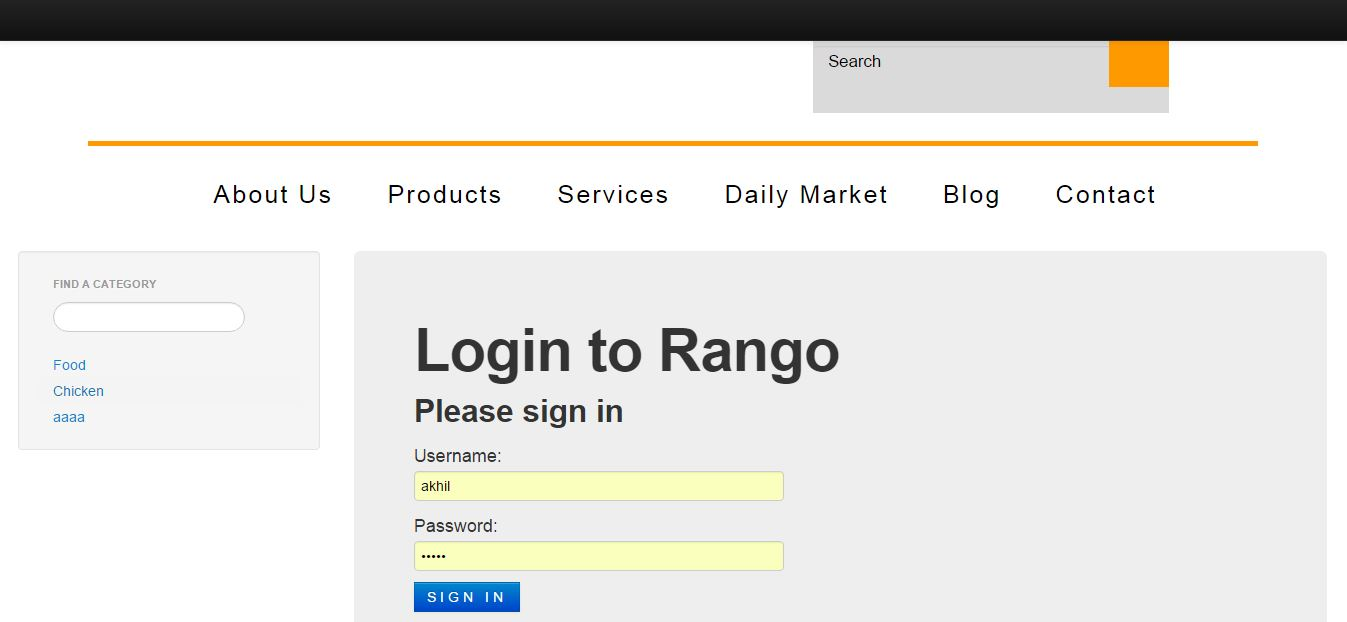 Search
About Us Products Services Daily Market Blog Contact
FIND A CATEGORY
Food
Chicken
aaaa
Login to Rango
Please sign in
Username:
akhil
Password:
•••••
SIGN IN